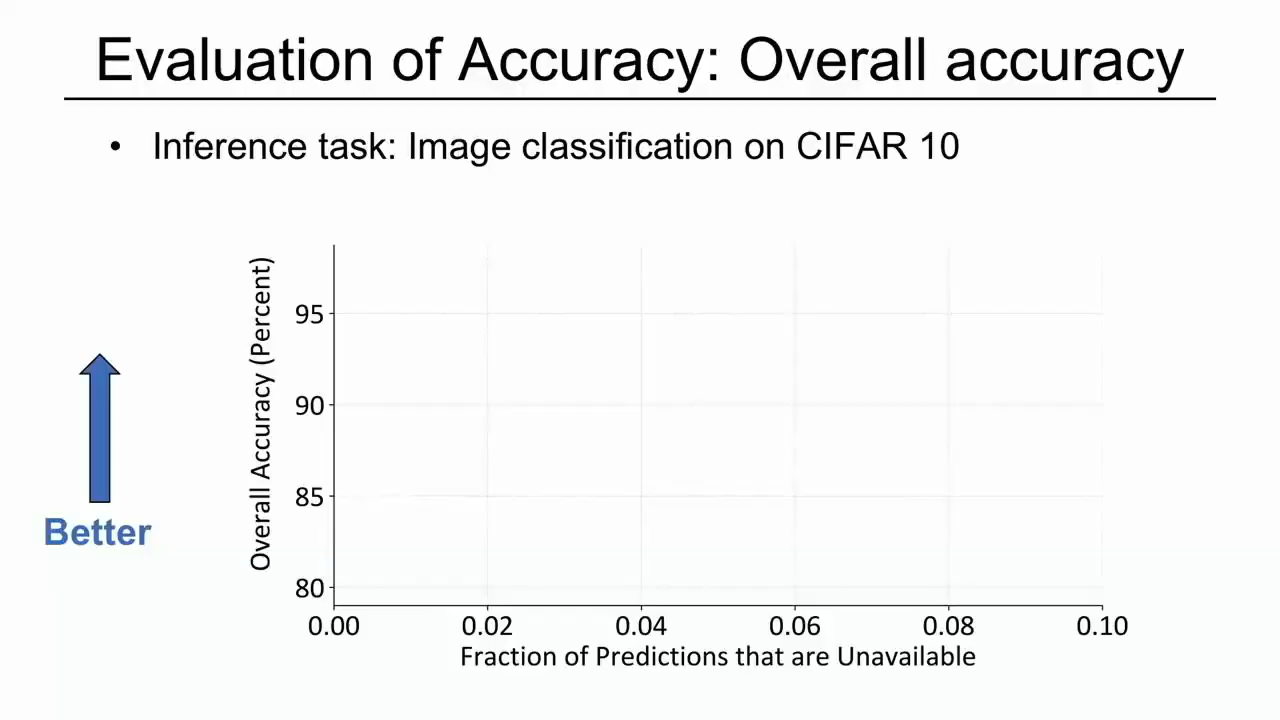 Evaluation of Accuracy: Overall accuracy
• Inference task: Image classification on CIFAR 10
Overall Accuracy (Percent)
95
90
85
80
0.00 0.02 0.04 0.06 0.08 0.10
Fraction of Predictions that are Unavailable
Better